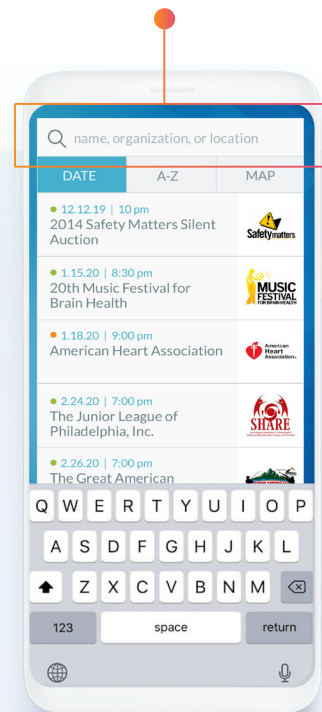 name, organization, or location
DATE A-Z MAP
12.12.19 | 10 pm
2014 Safety Matters Silent
Auction
Safetymatters
1.15.20 | 8:30 pm
20th Music Festival for
Brain Health
MUSIC
FESTIVAL
FOR BRAIN HEALTH
1.18.20 | 9:00 pm
American Heart Association
American
Heart
Association.
2.24.20 | 7:00 pm
The Junior League of
Philadelphia, Inc.
SHARE
2.26.20 | 7:00 pm
The Great American
Q W E R T Y U I O P
A S D F G H J K L
Z X C V B N M
123 space return